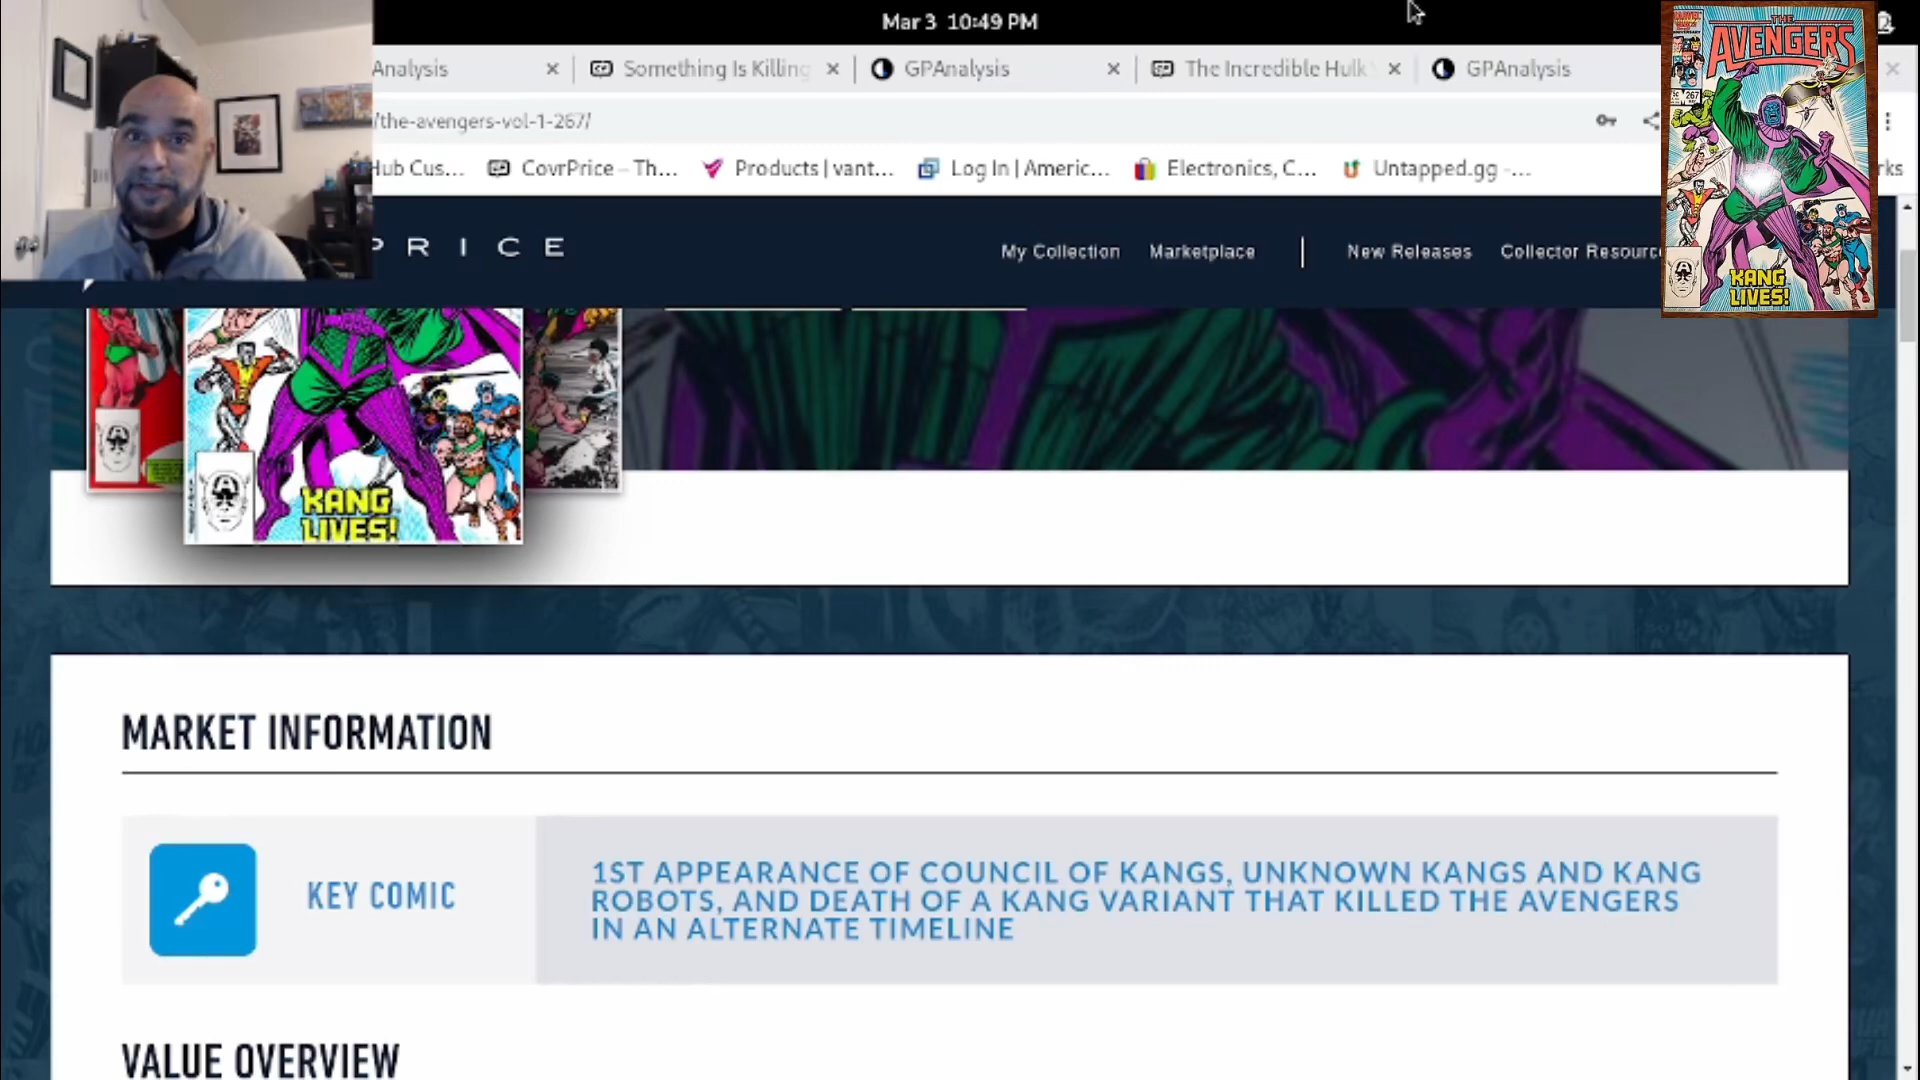 Mar 3 10:49 PM
Analysis
Something Is Killing
GPAnalysis
The Incredible Hulk
GPAnalysis
/the-avengers-vol-1-267/
Hub Cus...
CovrPrice – Th...
Products | vant...
Log In | Americ...
Electronics, C...
Untapped.gg -...
rks
THE
AVENGERS
267
KANG
LIVES!
PRICE
My Collection
Marketplace
New Releases
Collector Resourc
KANG
LIVES!
MARKET INFORMATION
KEY COMIC
1ST APPEARANCE OF COUNCIL OF KANGS, UNKNOWN KANGS AND KANG
ROBOTS, AND DEATH OF A KANG VARIANT THAT KILLED THE AVENGERS
IN AN ALTERNATE TIMELINE
VALUE OVERVIEW